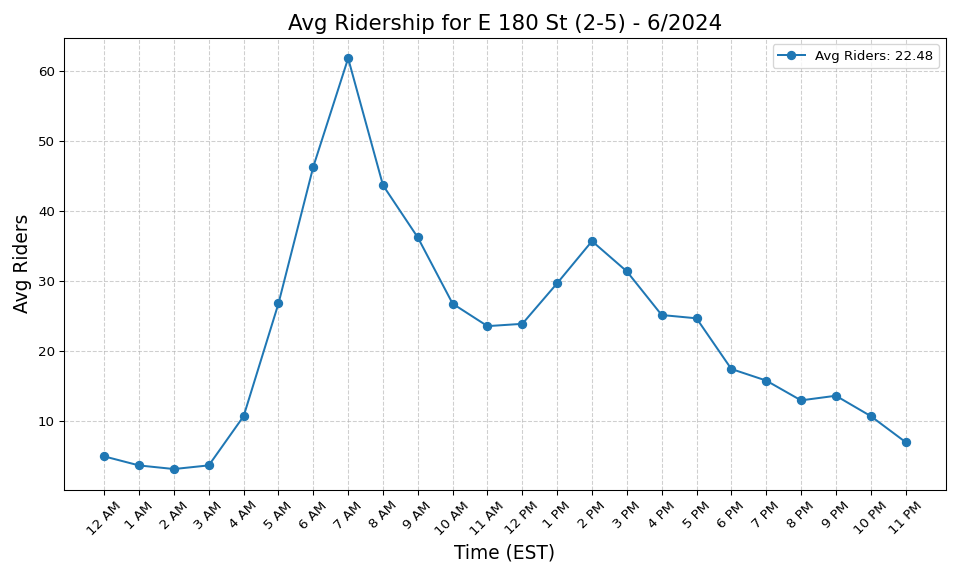 Avg Ridership for E 180 St (2-5) - 6/2024
Avg Riders: 22.48
Avg Riders
60
50
40
30
20
10
12 AM
1 AM
2 AM
3 AM
4 AM
5 AM
6 AM
7 AM
8 AM
9 AM
10 AM
11 AM
12 PM
1 PM
2 PM
3 PM
4 PM
5 PM
6 PM
7 PM
8 PM
9 PM
10 PM
11 PM
Time (EST)